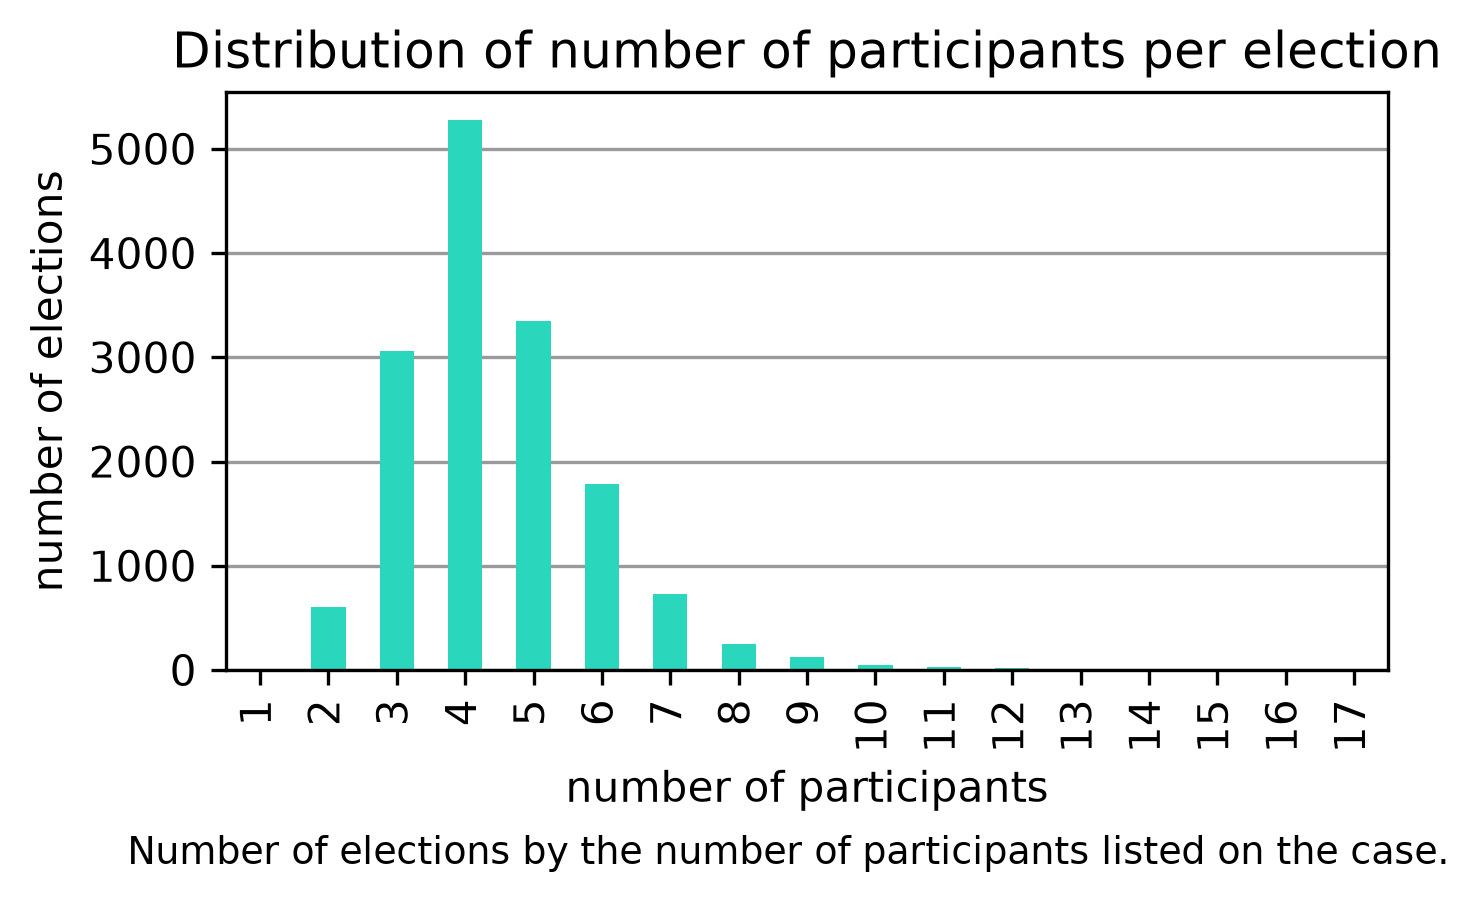 Distribution of number of participants per election
number of elections
5000
4000
3000
2000
1000
0
1 2 3 4 5 6 7 8 9 10 11 12 13 14 15 16 17
number of participants
Number of elections by the number of participants listed on the case.